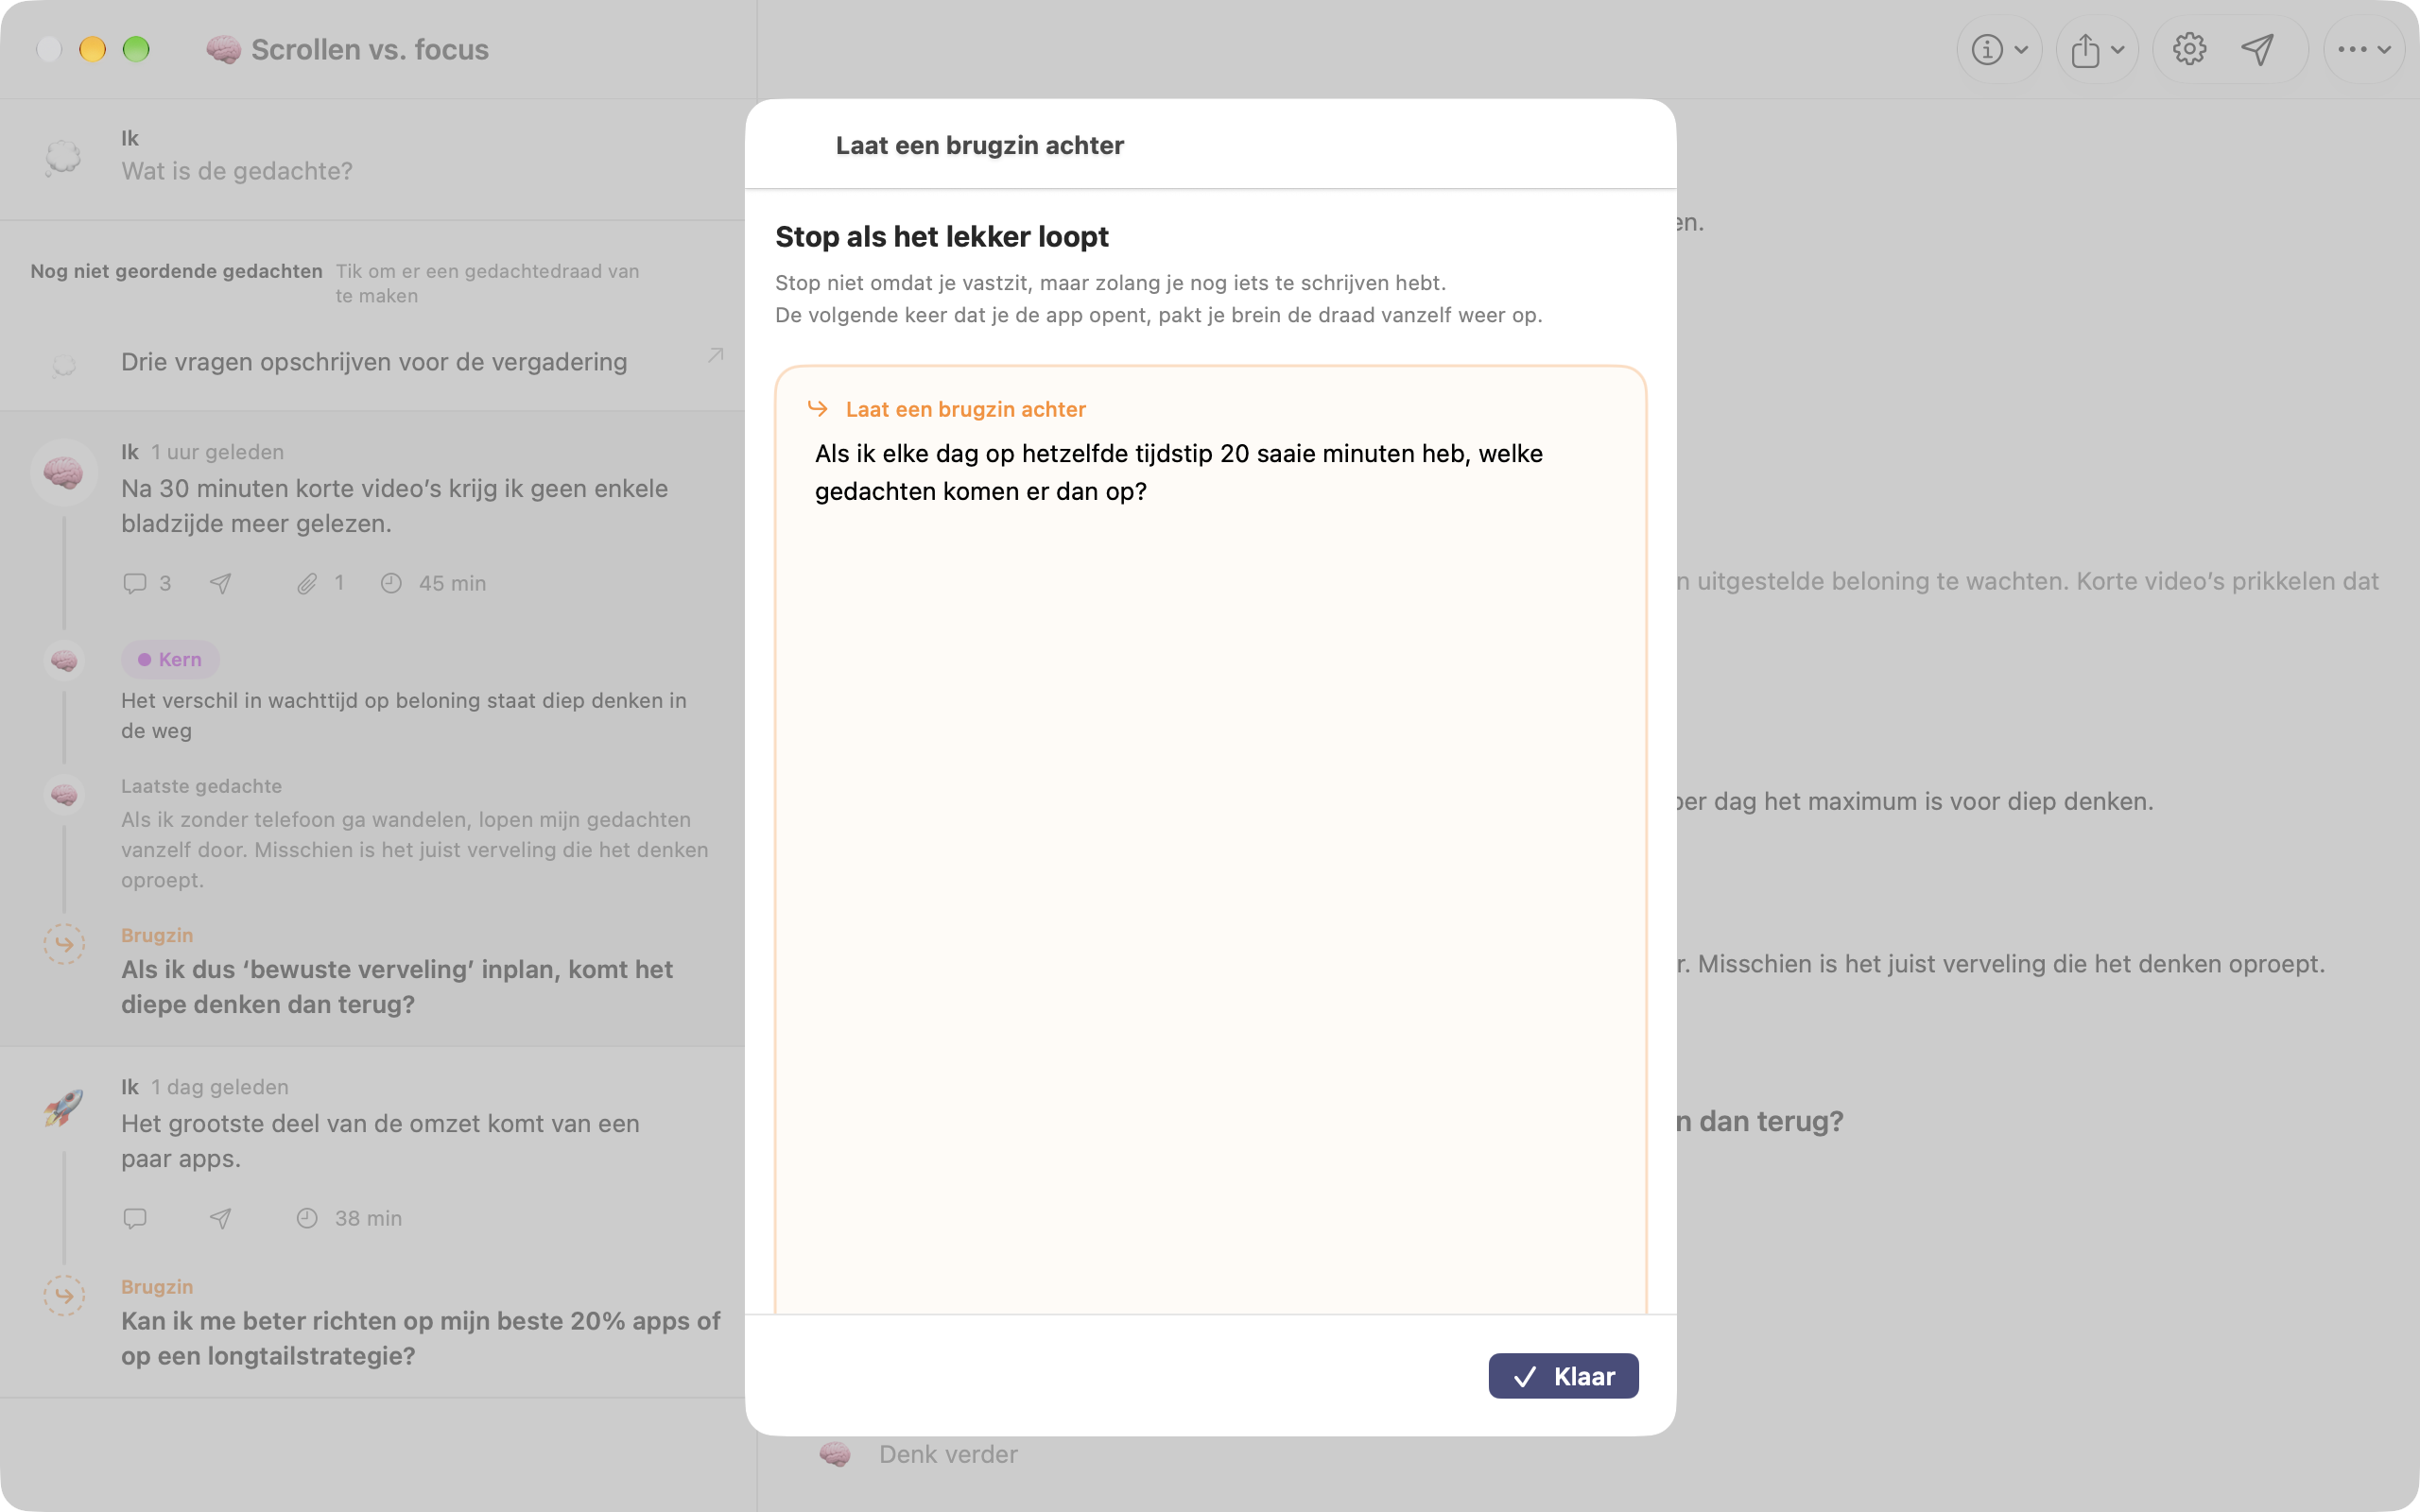 Scrollen vs. focus
Ik
Wat is de gedachte?
Nog niet geordende gedachten
Tik om er een gedachtedraad van
te maken
Drie vragen opschrijven voor de vergadering
Ik 1 uur geleden
Na 30 minuten korte video’s krijg ik geen enkele
bladzijde meer gelezen.
3 1 45 min
Kern
Het verschil in wachttijd op beloning staat diep denken in
de weg
Laatste gedachte
Als ik zonder telefoon ga wandelen, lopen mijn gedachten
vanzelf door. Misschien is het juist verveling die het denken
oproept.
Brugzin
Als ik dus ‘bewuste verveling’ inplan, komt het
diepe denken dan terug?
Ik 1 dag geleden
Het grootste deel van de omzet komt van een
paar apps.
38 min
Brugzin
Kan ik me beter richten op mijn beste 20% apps of
op een longtailstrategie?
Laat een brugzin achter
Stop als het lekker loopt
Stop niet omdat je vastzit, maar zolang je nog iets te schrijven hebt.
De volgende keer dat je de app opent, pakt je brein de draad vanzelf weer op.
Laat een brugzin achter
Als ik elke dag op hetzelfde tijdstip 20 saaie minuten heb, welke
gedachten komen er dan op?
Klaar
en.
n uitgestelde beloning te wachten. Korte video’s prikkelen dat
per dag het maximum is voor diep denken.
r. Misschien is het juist verveling die het denken oproept.
n dan terug?
Denk verder